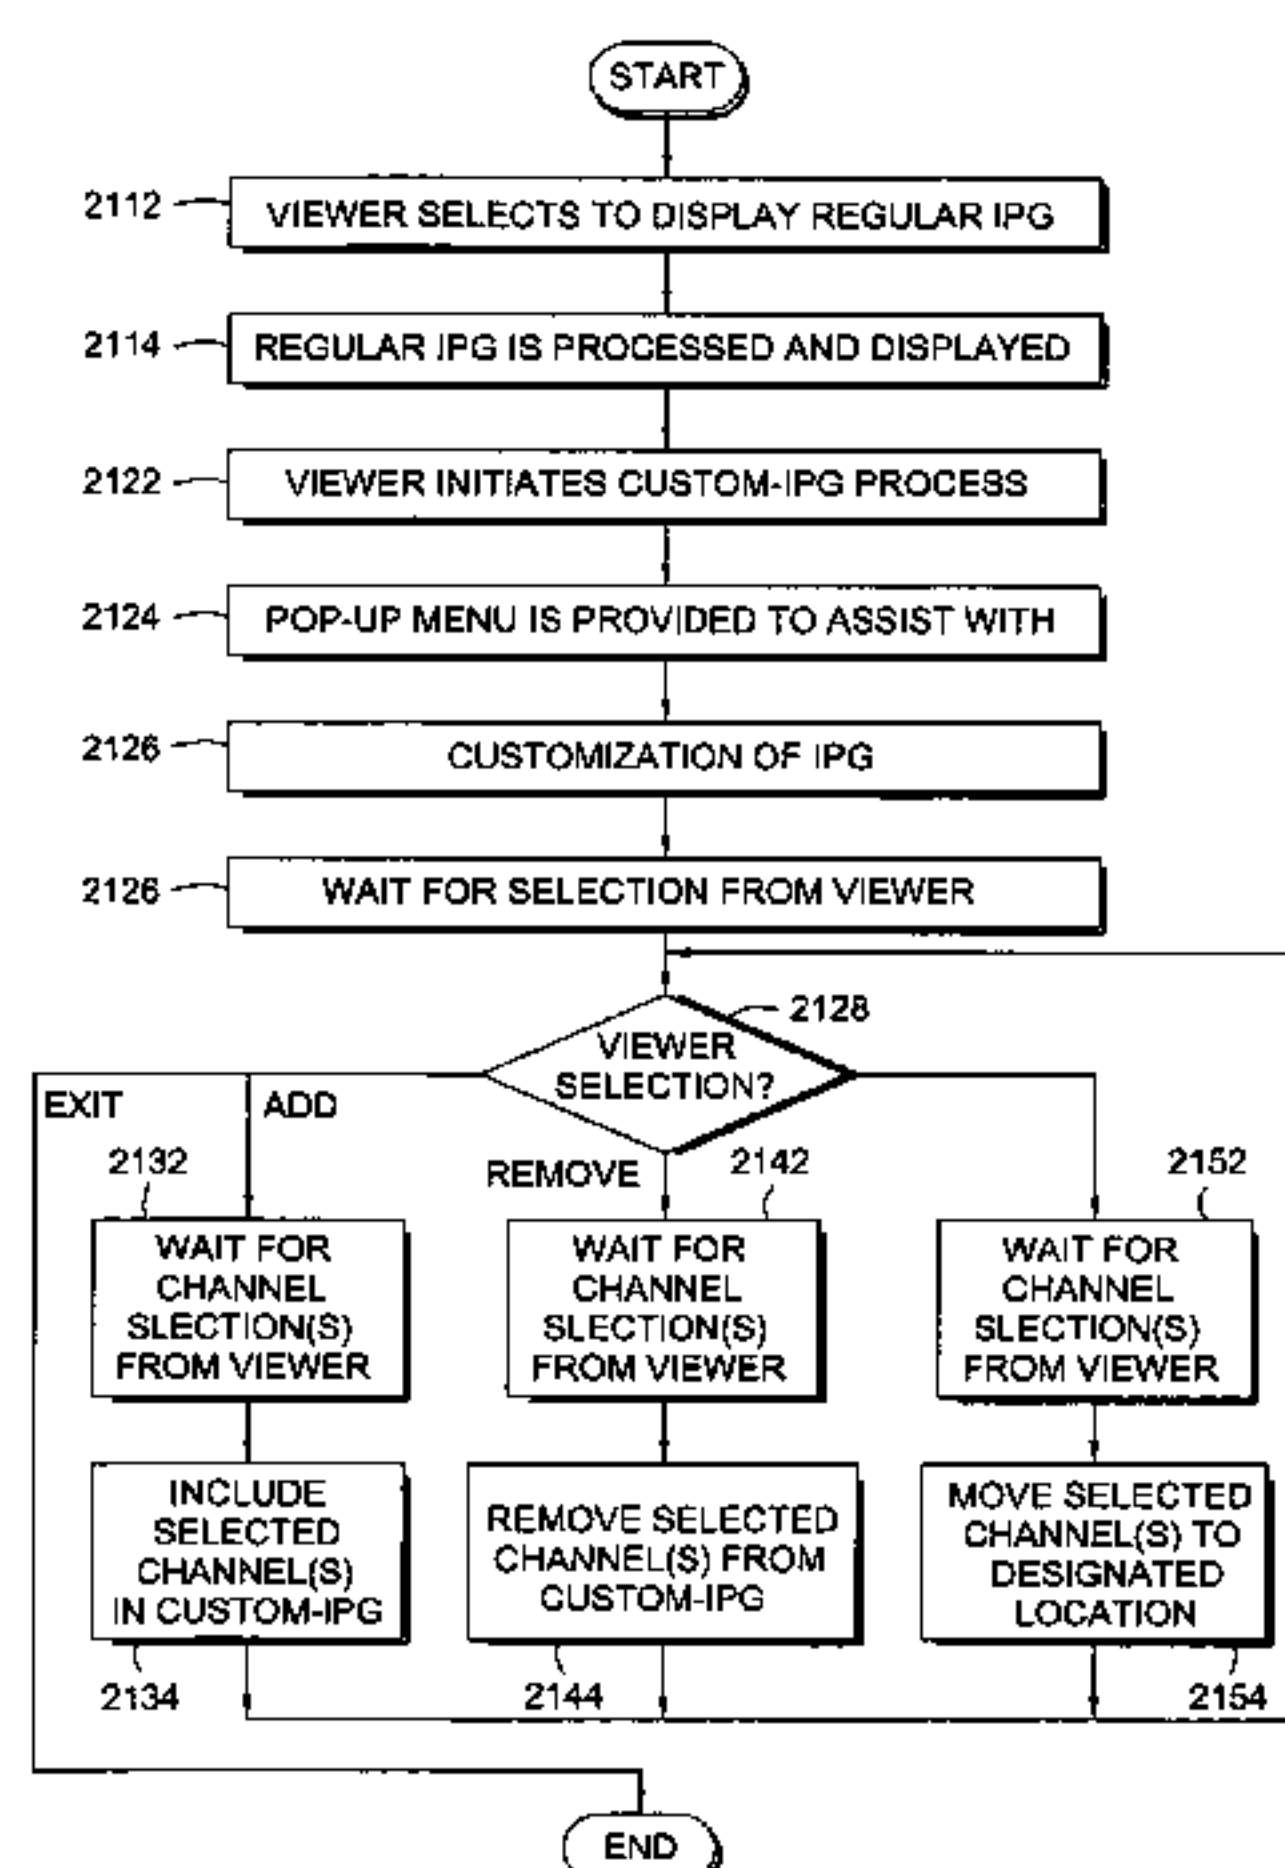 START
2112
VIEWER SELECTS TO DISPLAY REGULAR IPG
2114
REGULAR IPG IS PROCESSED AND DISPLAYED
2122
VIEWER INITIATES CUSTOM-IPG PROCESS
2124
POP-UP MENU IS PROVIDED TO ASSIST WITH
2126
CUSTOMIZATION OF IPG
2126
WAIT FOR SELECTION FROM VIEWER
2128
VIEWER
SELECTION?
EXIT
ADD
REMOVE
2132
WAIT FOR
CHANNEL
SLECTION(S)
FROM VIEWER
2142
WAIT FOR
CHANNEL
SLECTION(S)
FROM VIEWER
2152
WAIT FOR
CHANNEL
SLECTION(S)
FROM VIEWER
INCLUDE
SELECTED
CHANNEL(S)
IN CUSTOM-IPG
2134
REMOVE SELECTED
CHANNEL(S) FROM
CUSTOM-IPG
2144
MOVE SELECTED
CHANNEL(S) TO
DESIGNATED
LOCATION
2154
END